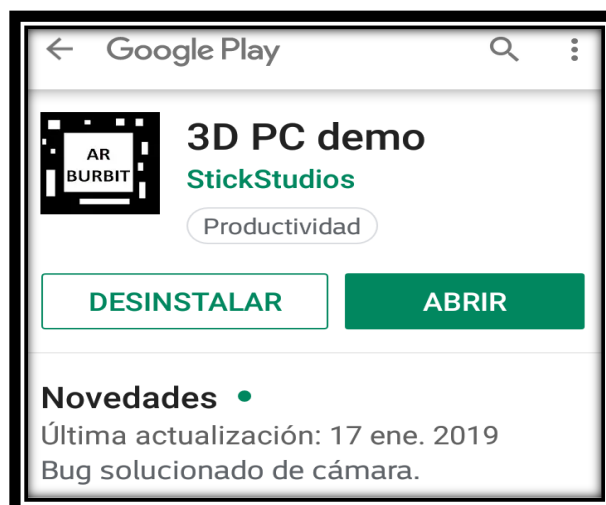 Google Play
AR
BURBIT
3D PC demo
StickStudios
Productividad
DESINSTALAR
ABRIR
Novedades
Última actualización: 17 ene. 2019
Bug solucionado de cámara.